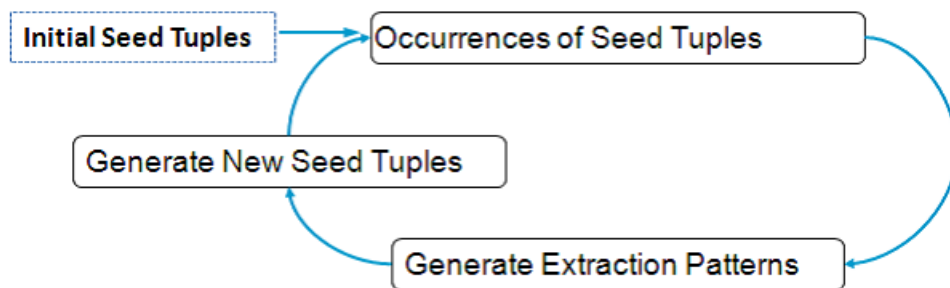 Initial Seed Tuples
Occurrences of Seed Tuples
Generate New Seed Tuples
Generate Extraction Patterns